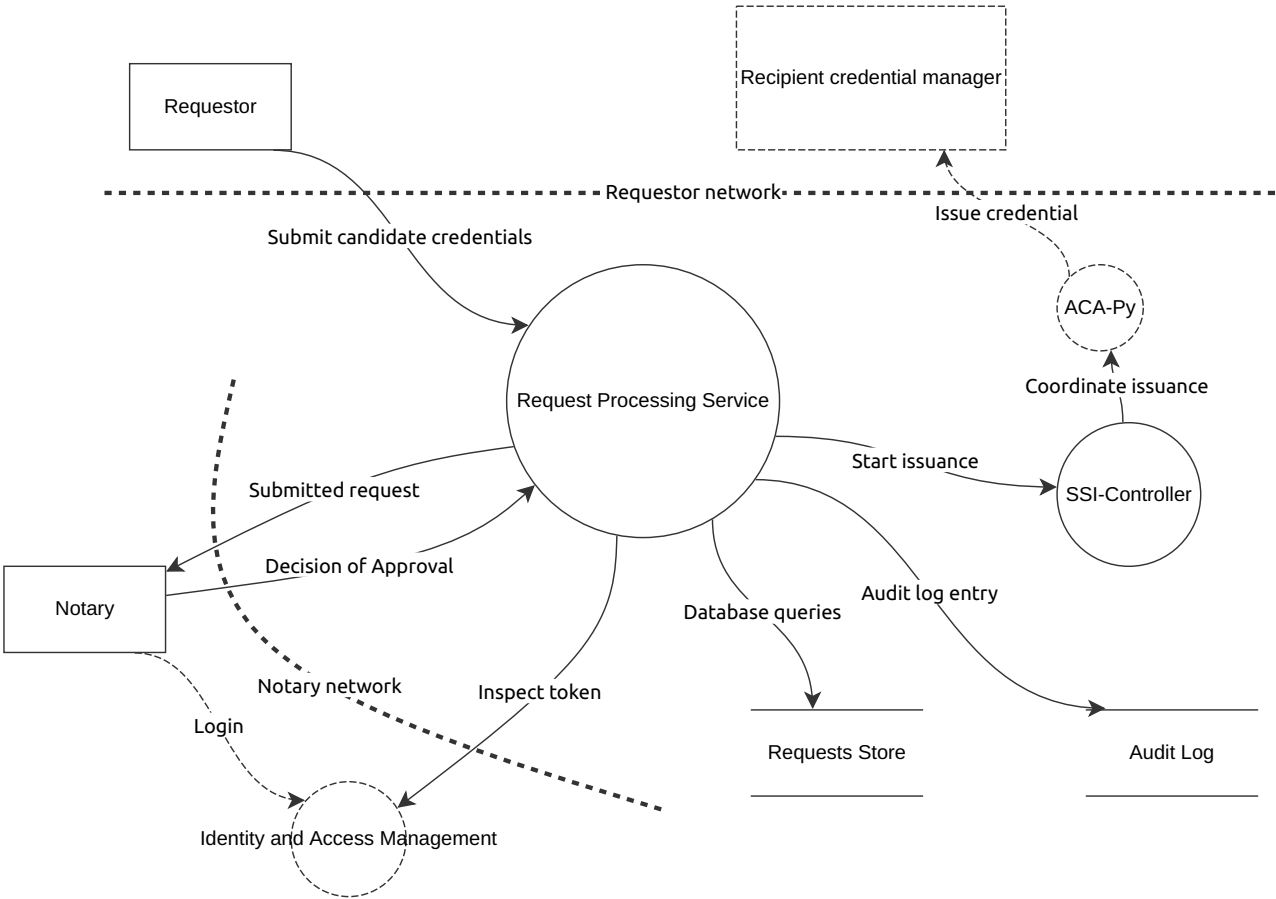 Recipient credential manager
Requestor
Requestor network
Issue credential
Submit candidate credentials
ACA-Py
Coordinate issuance
Request Processing Service
Start issuance
Submitted request
SSI-Controller
Decision of Approval
Audit log entry
Notary
Database queries
Notary network
Inspect token
Login
Requests Store
Audit Log
Identity and Access Management